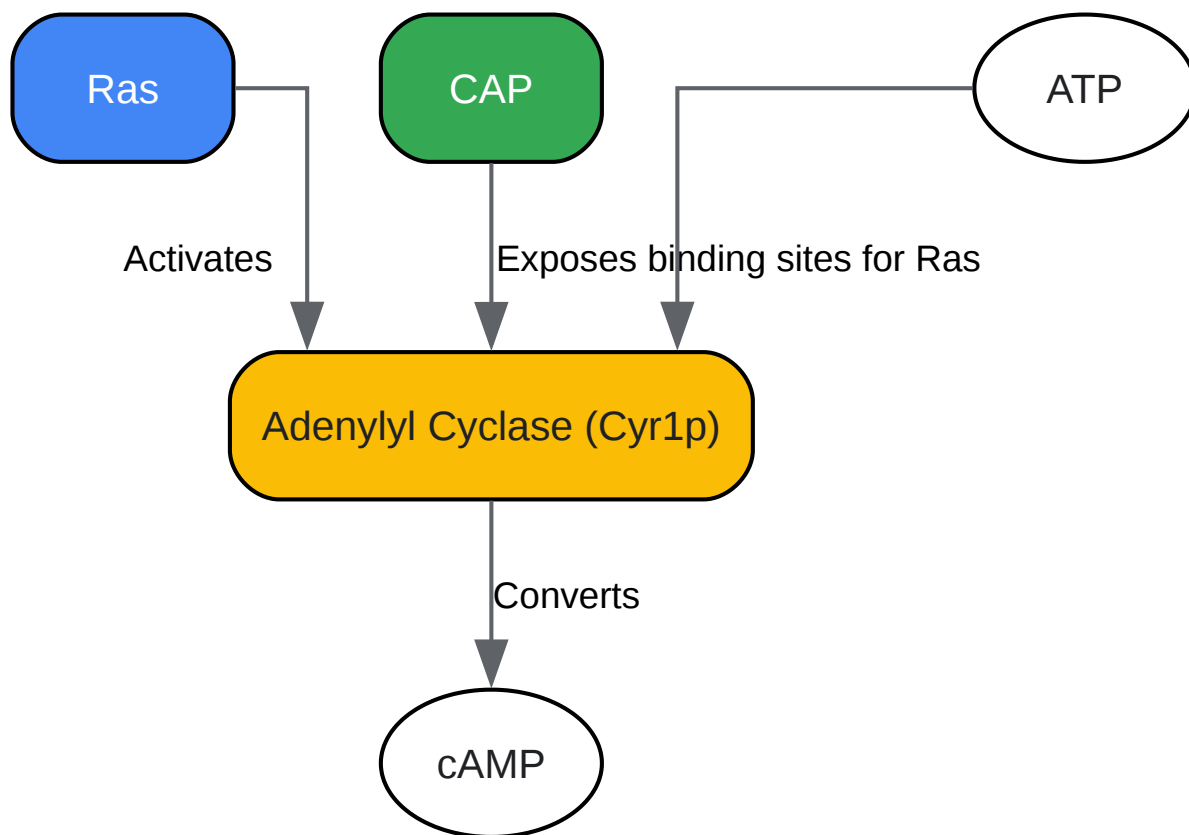 Ras
CAP
ATP
Activates
Exposes binding sites for Ras
Adenylyl Cyclase (Cyr1p)
Converts
cAMP